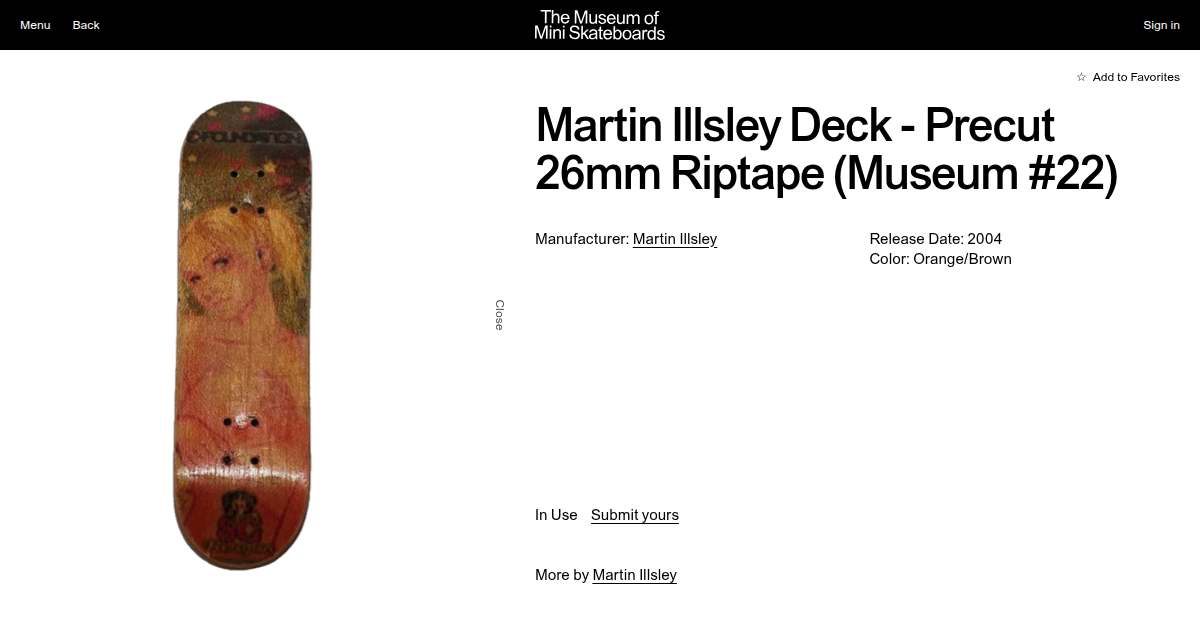 Menu
Back
The Museum of
Mini Skateboards
Sign in
☆ Add to Favorites
Martin Illsley Deck - Precut
26mm Riptape (Museum #22)
Manufacturer: Martin Illsley
Release Date: 2004
Color: Orange/Brown
Close
In Use Submit yours
More by Martin Illsley
FOUNDATION